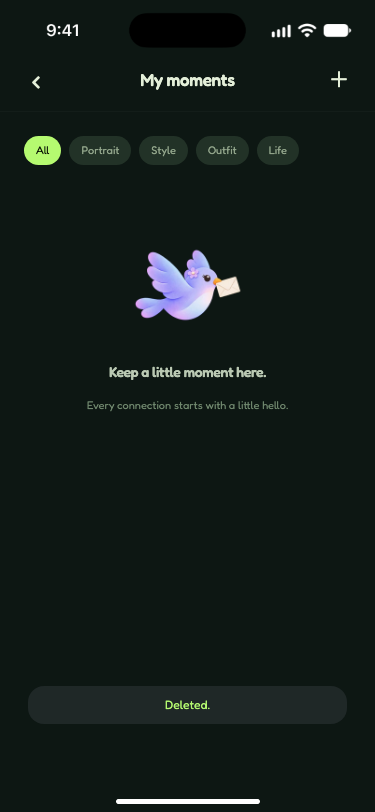 9:41
My moments
All
Portrait
Style
Outfit
Life
Keep a little moment here.
Every connection starts with a little hello.
Deleted.